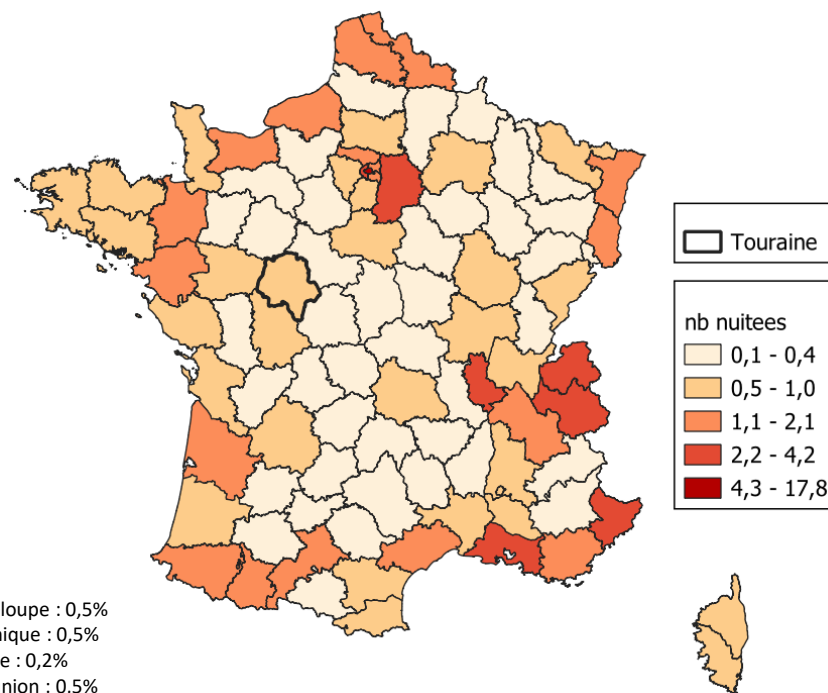 Touraine
nb nuitees
0,1 - 0,4
0,5 - 1,0
1,1 - 2,1
2,2 - 4,2
4,3 - 17,8
loupe : 0,5%
nique : 0,5%
e : 0,2%
nion : 0,5%